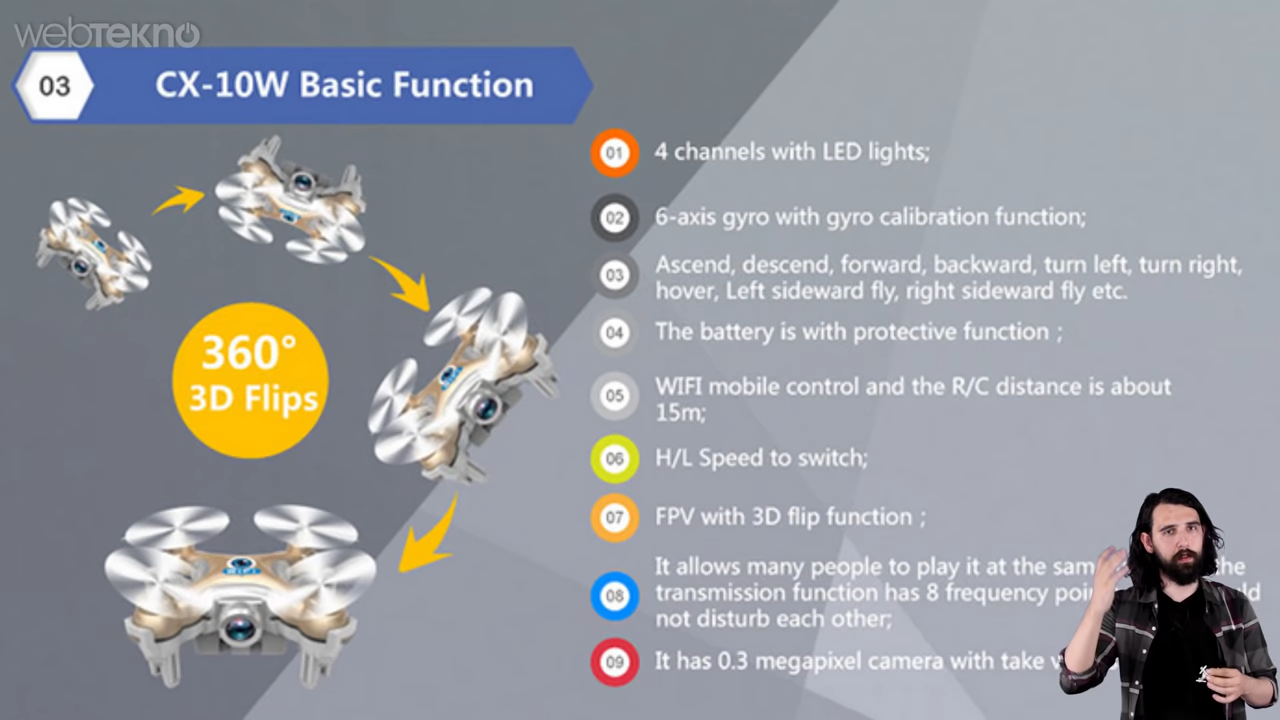 webTEKNO
03
CX-10W Basic Function
360°
3D Flips
01
4 channels with LED lights;
02
6-axis gyro with gyro calibration function;
03
Ascend, descend, forward, backward, turn left, turn right,
hover, Left sideward fly, right sideward fly etc.
04
The battery is with protective function ;
05
WIFI mobile control and the R/C distance is about
15m;
06
H/L Speed to switch;
07
FPV with 3D flip function ;
08
It allows many people to play it at the the
transmission function has 8 frequency
not disturb each other;
09
It has 0.3 megapixel camera with take
WIFI